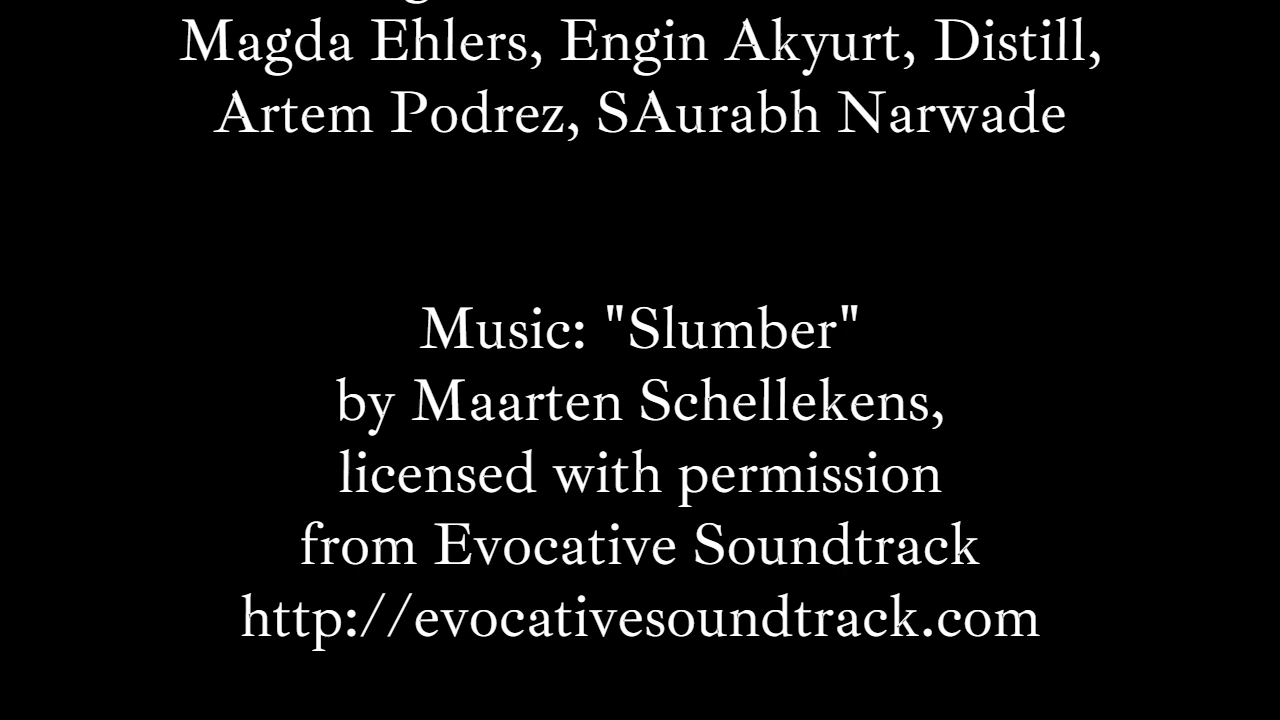 Magda Ehlers, Engin Akyurt, Distill,
Artem Podrez, SAurabh Narwade
Music: "Slumber"
by Maarten Schellekens,
licensed with permission
from Evocative Soundtrack
http://evocativesoundtrack.com